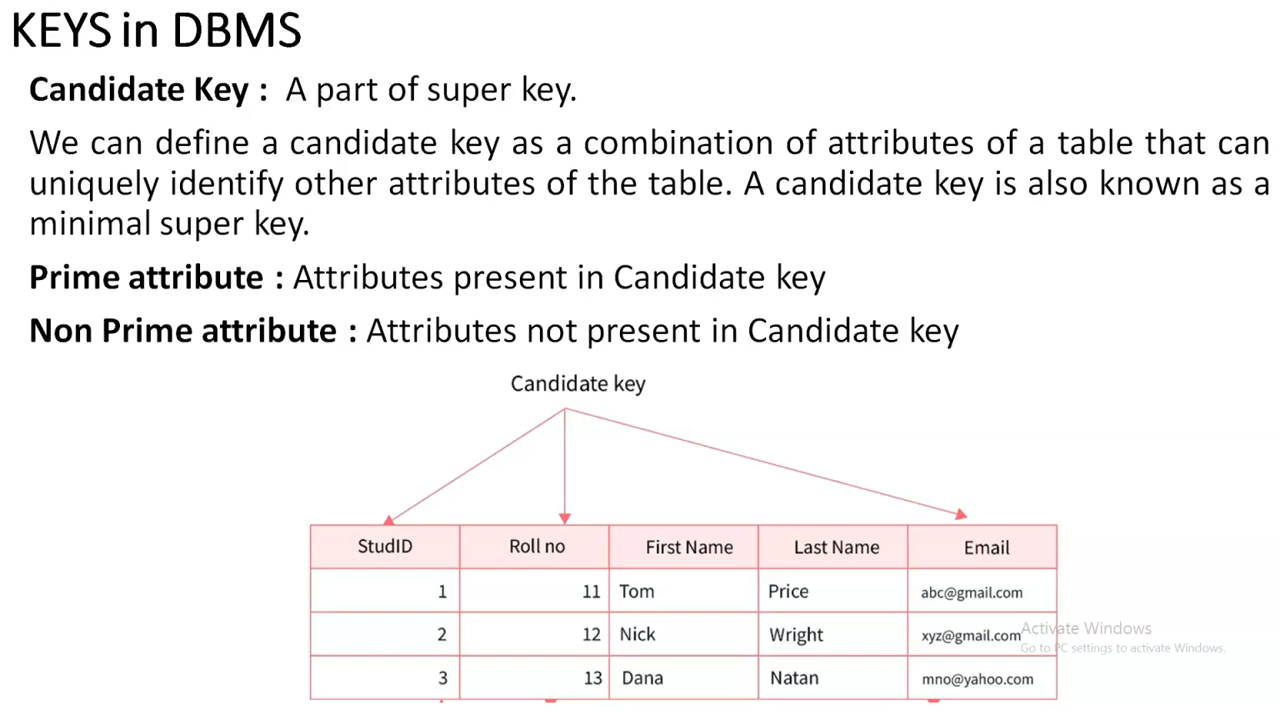 KEYS in DBMS
Candidate Key : A part of super key.
We can define a candidate key as a combination of attributes of a table that can
uniquely identify other attributes of the table. A candidate key is also known as a
minimal super key.
Prime attribute : Attributes present in Candidate key
Non Prime attribute : Attributes not present in Candidate key
Candidate key
StudID Roll no First Name Last Name Email
1 11 Tom Price abc@gmail.com
2 12 Nick Wright xyz@gmail.com
Activate Windows
Go to PC settings to activate Windows.
3 13 Dana Natan mno@yahoo.com